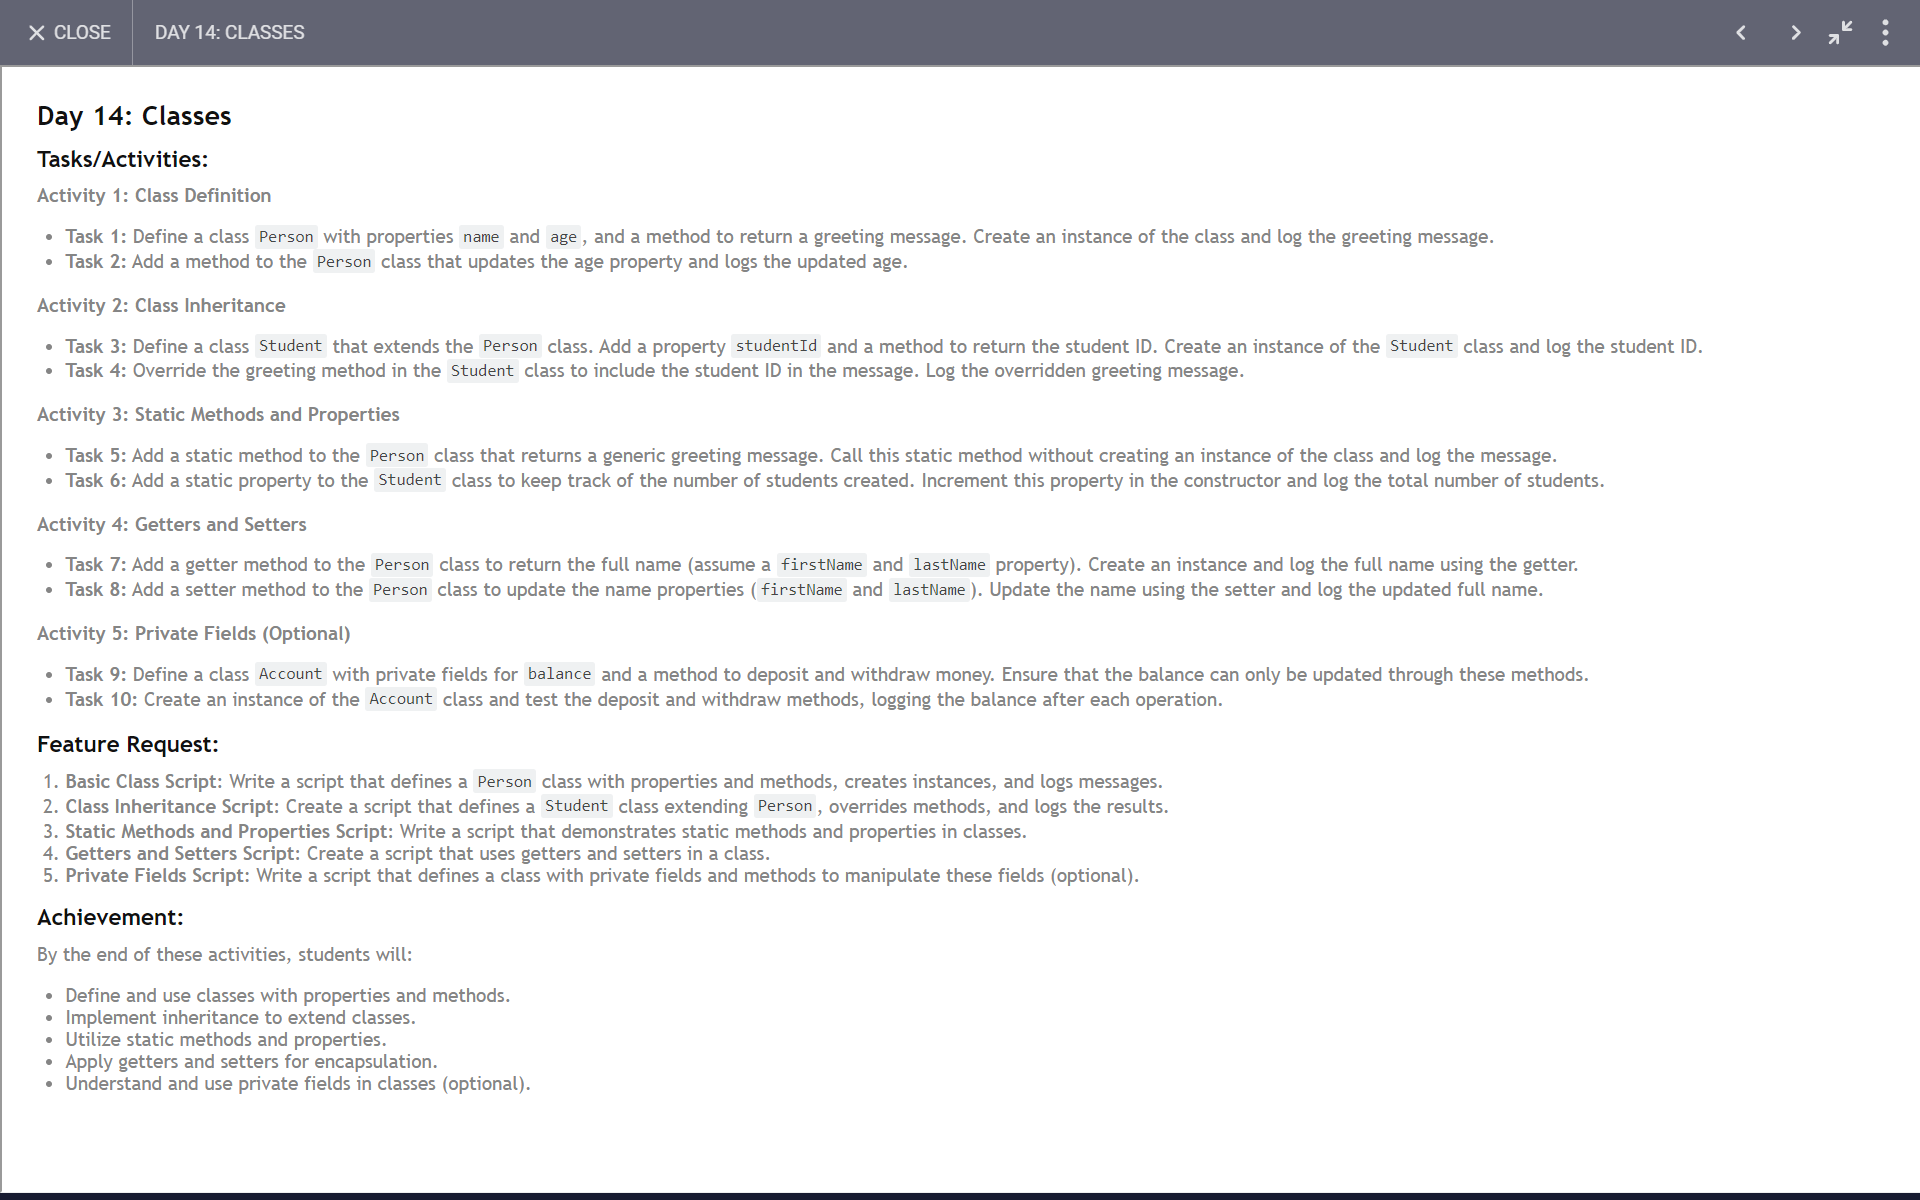 CLOSE DAY 14: CLASSES
Day 14: Classes
Tasks/Activities:
Activity 1: Class Definition
• Task 1: Define a class Person with properties name and age, and a method to return a greeting message. Create an instance of the class and log the greeting message.
• Task 2: Add a method to the Person class that updates the age property and logs the updated age.
Activity 2: Class Inheritance
• Task 3: Define a class Student that extends the Person class. Add a property studentId and a method to return the student ID. Create an instance of the Student class and log the student ID.
• Task 4: Override the greeting method in the Student class to include the student ID in the message. Log the overridden greeting message.
Activity 3: Static Methods and Properties
• Task 5: Add a static method to the Person class that returns a generic greeting message. Call this static method without creating an instance of the class and log the message.
• Task 6: Add a static property to the Student class to keep track of the number of students created. Increment this property in the constructor and log the total number of students.
Activity 4: Getters and Setters
• Task 7: Add a getter method to the Person class to return the full name (assume a firstName and lastName property). Create an instance and log the full name using the getter.
• Task 8: Add a setter method to the Person class to update the name properties (firstName and lastName). Update the name using the setter and log the updated full name.
Activity 5: Private Fields (Optional)
• Task 9: Define a class Account with private fields for balance and a method to deposit and withdraw money. Ensure that the balance can only be updated through these methods.
• Task 10: Create an instance of the Account class and test the deposit and withdraw methods, logging the balance after each operation.
Feature Request:
1. Basic Class Script: Write a script that defines a Person class with properties and methods, creates instances, and logs messages.
2. Class Inheritance Script: Create a script that defines a Student class extending Person, overrides methods, and logs the results.
3. Static Methods and Properties Script: Write a script that demonstrates static methods and properties in classes.
4. Getters and Setters Script: Create a script that uses getters and setters in a class.
5. Private Fields Script: Write a script that defines a class with private fields and methods to manipulate these fields (optional).
Achievement:
By the end of these activities, students will:
• Define and use classes with properties and methods.
• Implement inheritance to extend classes.
• Utilize static methods and properties.
• Apply getters and setters for encapsulation.
• Understand and use private fields in classes (optional).